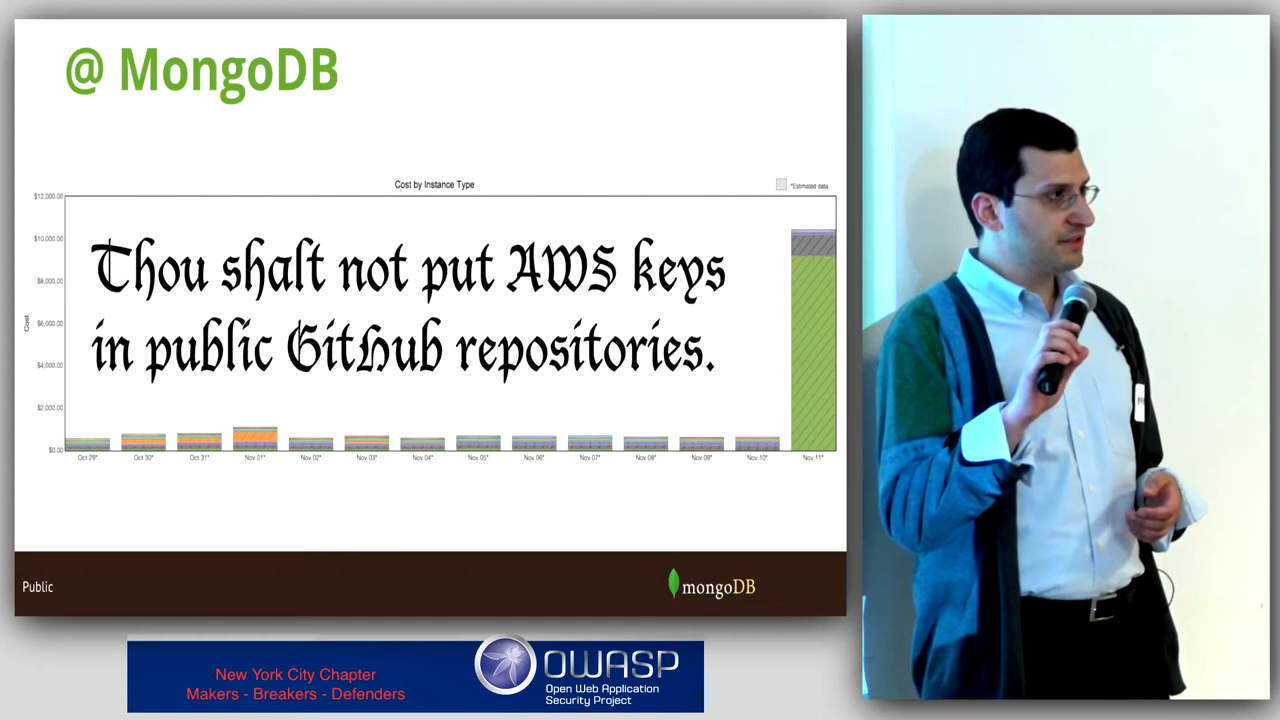 @ MongoDB
Cost by Instance Type
*Estimated data
$12,000.00
$10,000.00
$8,000.00
$6,000.00
$4,000.00
$2,000.00
$0.00
Cost
Thou shalt not put AWS keys
in public GitHub repositories.
Oct 29* Oct 30* Oct 31* Nov 01* Nov 02* Nov 03* Nov 04* Nov 05* Nov 06* Nov 07* Nov 08* Nov 09* Nov 10* Nov 11*
Public
mongoDB
New York City Chapter
Makers - Breakers - Defenders
OWASP
Open Web Application
Security Project